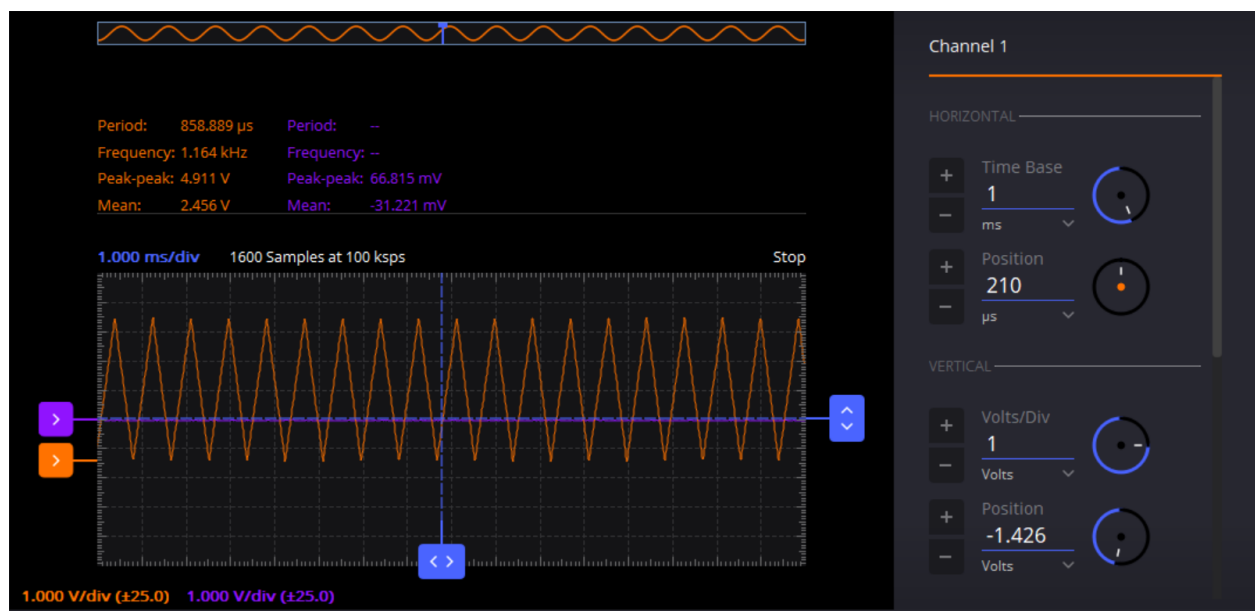 Channel 1
HORIZONTAL
Period: 858.889 µs Period: --
Frequency: 1.164 kHz Frequency: --
Peak-peak: 4.911 V Peak-peak: 66.815 mV
Mean: 2.456 V Mean: -31.221 mV
+ Time Base
1
- ms
1.000 ms/div 1600 Samples at 100 ksps Stop
+ Position
210
- µs
VERTICAL
+ Volts/Div
1
- Volts
+ Position
-1.426
- Volts
1.000 V/div (±25.0) 1.000 V/div (±25.0)